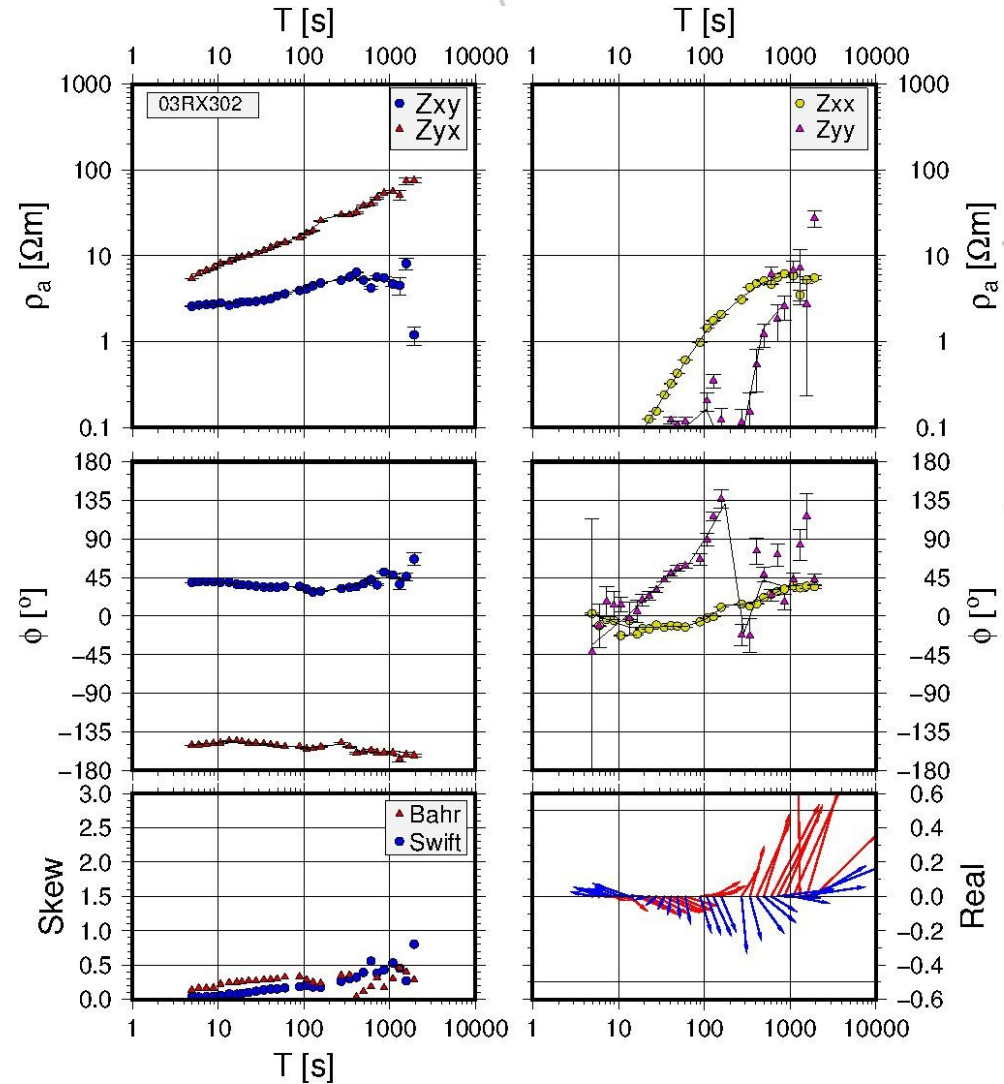 T [s] T [s]
1 10 100 1000 10000 1 10 100 1000 10000
1000 03RX302 Zxy Zxx 1000
Zyx Zyy
100 100
10 10
1 1
0.1 0.1
ρa [Ωm] ρa [Ωm]
180 180
135 135
90 90
45 45
0 0
−45 −45
−90 −90
−135 −135
−180 −180
ϕ [°] ϕ [°]
3.0 Bahr 0.6
2.5 Swift 0.4
2.0 0.2
1.5 0.0
1.0 −0.2
0.5 −0.4
0.0 −0.6
Skew Real
1 10 100 1000 10000 1 10 100 1000 10000
T [s]